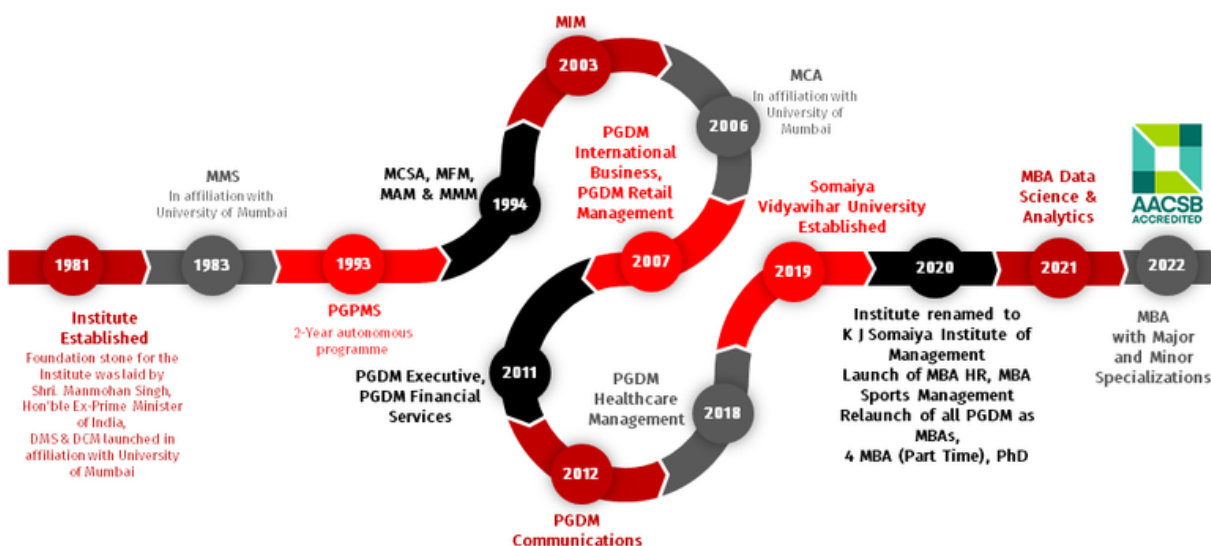 MIM
2003
MCA
In affiliation with
University of
Mumbai
2006
PGDM
International
Business,
PGDM Retail
Management
MCSA, MFM,
MAM & MMM
1994
MMS
In affiliation with
University of Mumbai
Somaiya
Vidyavihar University
Established
MBA Data
Science &
Analytics
AACSB
ACCREDITED
1981
1983
1993
2007
2019
2020
2021
2022
Institute
Established
Foundation stone for the
Institute was laid by
Shri. Manmohan Singh,
Hon'ble Ex-Prime Minister
of India,
DMS & DCM launched in
affiliation with University
of Mumbai
PGPMS
2-Year autonomous
programme
PGDM Executive,
PGDM Financial
Services
2011
PGDM
Healthcare
Management
2018
Institute renamed to
K J Somaiya Institute of
Management
Launch of MBA HR, MBA
Sports Management
Relaunch of all PGDM as
MBAs,
4 MBA (Part Time), PhD
MBA
with Major
and Minor
Specializations
2012
PGDM
Communications